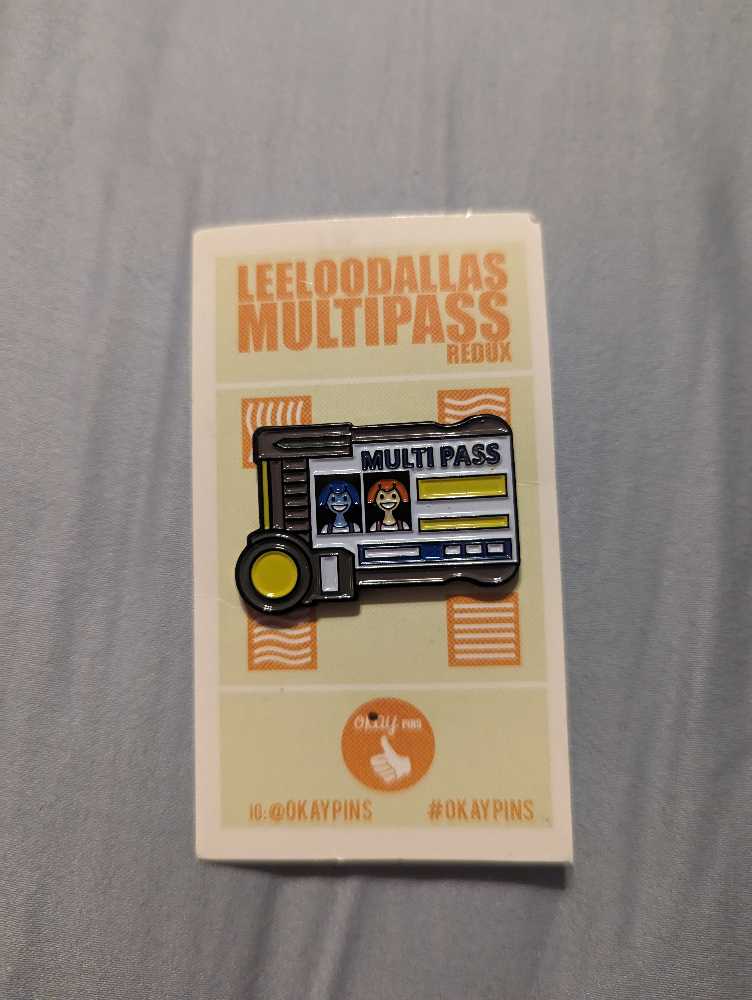 LEELOODALLAS
MULTIPASS
REDUX
MULTI PASS
OKAY PINS
IG:@OKAYPINS #OKAYPINS